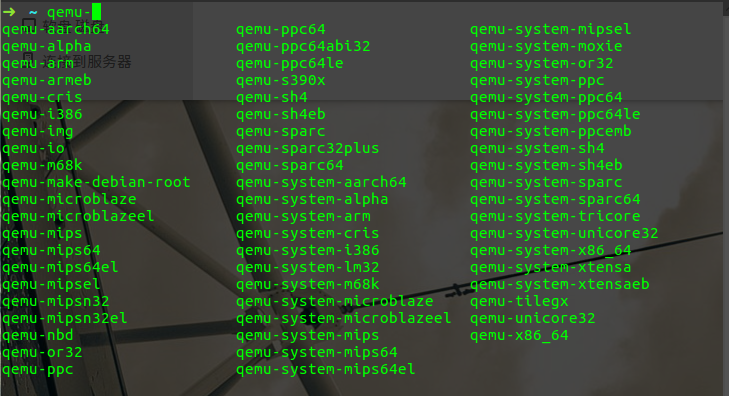 ➜ ~ qemu-
qemu-aarch64 qemu-ppc64 qemu-system-mipsel
qemu-alpha qemu-ppc64abi32 qemu-system-moxie
qemu-arm qemu-ppc64le qemu-system-or32
qemu-armeb qemu-s390x qemu-system-ppc
qemu-cris qemu-sh4 qemu-system-ppc64
qemu-i386 qemu-sh4eb qemu-system-ppc64le
qemu-img qemu-sparc qemu-system-ppcemb
qemu-io qemu-sparc32plus qemu-system-sh4
qemu-m68k qemu-sparc64 qemu-system-sh4eb
qemu-make-debian-root qemu-system-aarch64 qemu-system-sparc
qemu-microblaze qemu-system-alpha qemu-system-sparc64
qemu-microblazeel qemu-system-arm qemu-system-tricore
qemu-mips qemu-system-cris qemu-system-unicore32
qemu-mips64 qemu-system-i386 qemu-system-x86_64
qemu-mips64el qemu-system-lm32 qemu-system-xtensa
qemu-mipsel qemu-system-m68k qemu-system-xtensaeb
qemu-mipsn32 qemu-system-microblaze qemu-tilegx
qemu-mipsn32el qemu-system-microblazeel qemu-unicore32
qemu-nbd qemu-system-mips qemu-x86_64
qemu-or32 qemu-system-mips64
qemu-ppc qemu-system-mips64el
到服务器